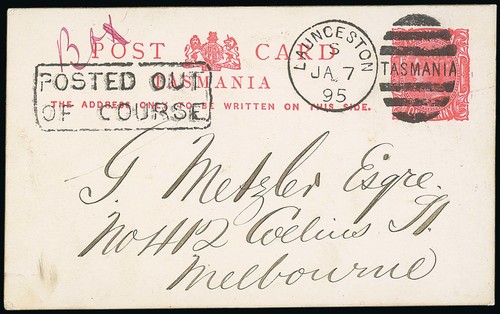 Box
POST CARD
TASMANIA
THE ADDRESS ONLY TO BE WRITTEN ON THIS SIDE.
POSTED OUT
OF COURSE
LAUNCESTON
S
JA 7
95
TASMANIA
G. Metzler Esqre.
No 412 Collins St.
Melbourne